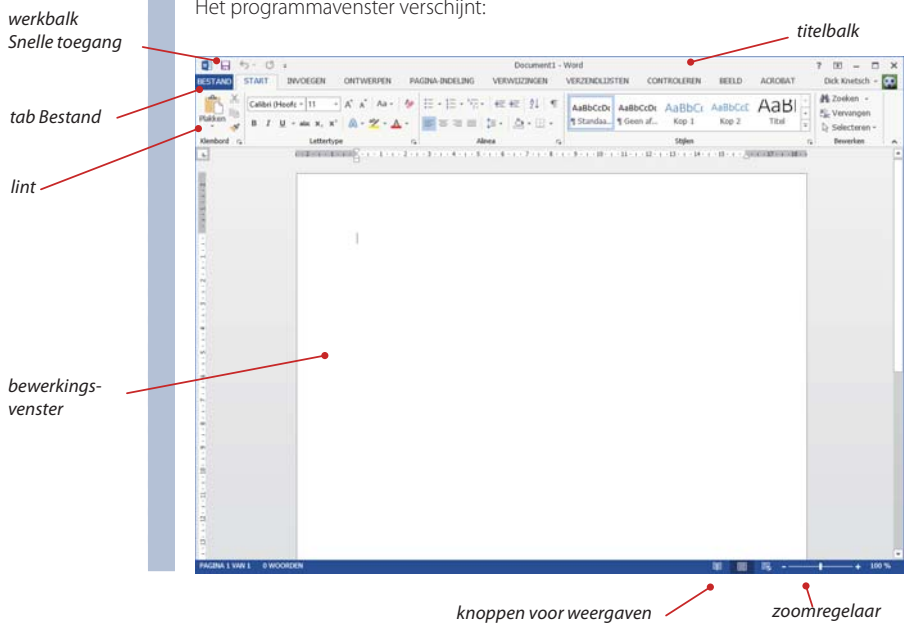 Het programmavenster verschijnt:
werkbalk
Snelle toegang
titelbalk
tab Bestand
lint
bewerkings-
venster
knoppen voor weergaven
zoomregelaar
Document1 - Word
BESTAND START INVOEGEN ONTWERPEN PAGINA-INDELING VERWIJZINGEN VERZENDLIJSTEN CONTROLEREN BEELD ACROBAT Dick Knetsch
Plakken
Calibri (Hoofd 11 Aa
B I U abc x, x'
AaBbCcDc AaBbCcDc AaBbCc AaBbCcC AaBl
¶ Standaa... ¶ Geen af... Kop 1 Kop 2 Titel
Zoeken
Vervangen
Selecteren
Klembord Lettertype Alinea Stijlen Bewerken
PAGINA 1 VAN 1 0 WOORDEN 100 %